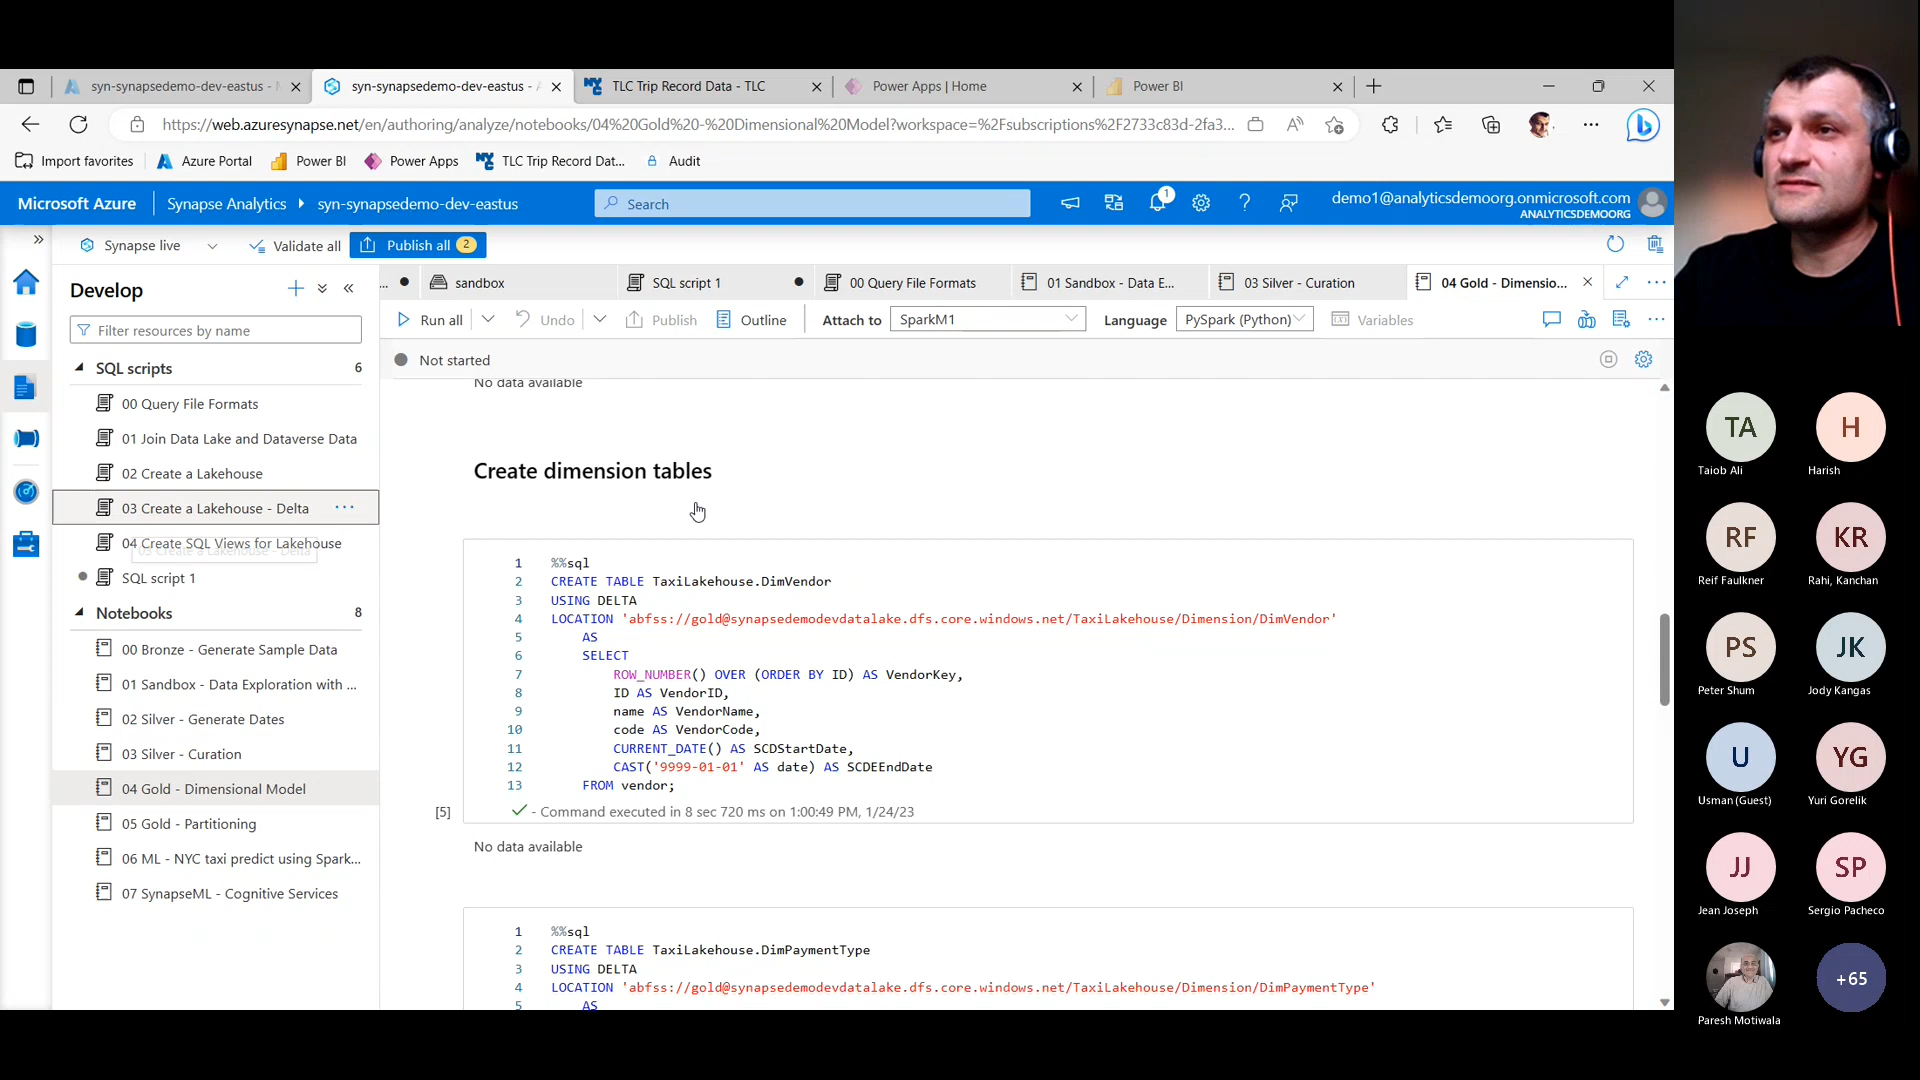 syn-synapsedemo-dev-eastus -
syn-synapsedemo-dev-eastus -
TLC Trip Record Data - TLC
Power Apps | Home
Power BI
https://web.azuresynapse.net/en/authoring/analyze/notebooks/04%20Gold%20-%20Dimensional%20Model?workspace=%2Fsubscriptions%2F2733c83d-2fa3...
Import favorites
Azure Portal
Power BI
Power Apps
TLC Trip Record Dat...
Audit
Microsoft Azure
Synapse Analytics
syn-synapsedemo-dev-eastus
Search
1
demo1@analyticsdemoorg.onmicrosoft.com
ANALYTICSDEMOORG
Synapse live
Validate all
Publish all 2
Develop
...
sandbox
SQL script 1
00 Query File Formats
01 Sandbox - Data E...
03 Silver - Curation
04 Gold - Dimensio...
Run all
Undo
Publish
Outline
Attach to
SparkM1
Language
PySpark (Python)
Variables
Filter resources by name
Not started
SQL scripts 6
00 Query File Formats
01 Join Data Lake and Dataverse Data
02 Create a Lakehouse
03 Create a Lakehouse - Delta
04 Create SQL Views for Lakehouse
03 Create a Lakehouse - Delta
SQL script 1
Notebooks 8
00 Bronze - Generate Sample Data
01 Sandbox - Data Exploration with ...
02 Silver - Generate Dates
03 Silver - Curation
04 Gold - Dimensional Model
05 Gold - Partitioning
06 ML - NYC taxi predict using Spark...
07 SynapseML - Cognitive Services
No data available
Create dimension tables
1 %%sql
2 CREATE TABLE TaxiLakehouse.DimVendor
3 USING DELTA
4 LOCATION 'abfss://gold@synapsedemodevdatalake.dfs.core.windows.net/TaxiLakehouse/Dimension/DimVendor'
5 AS
6 SELECT
7 ROW_NUMBER() OVER (ORDER BY ID) AS VendorKey,
8 ID AS VendorID,
9 name AS VendorName,
10 code AS VendorCode,
11 CURRENT_DATE() AS SCDStartDate,
12 CAST('9999-01-01' AS date) AS SCDEEndDate
13 FROM vendor;
[5] - Command executed in 8 sec 720 ms on 1:00:49 PM, 1/24/23
No data available
1 %%sql
2 CREATE TABLE TaxiLakehouse.DimPaymentType
3 USING DELTA
4 LOCATION 'abfss://gold@synapsedemodevdatalake.dfs.core.windows.net/TaxiLakehouse/Dimension/DimPaymentType'
5 AS
TA
Taiob Ali
H
Harish
RF
Reif Faulkner
KR
Rahi, Kanchan
PS
Peter Shum
JK
Jody Kangas
U
Usman (Guest)
YG
Yuri Gorelik
JJ
Jean Joseph
SP
Sergio Pacheco
Paresh Motiwala
+65